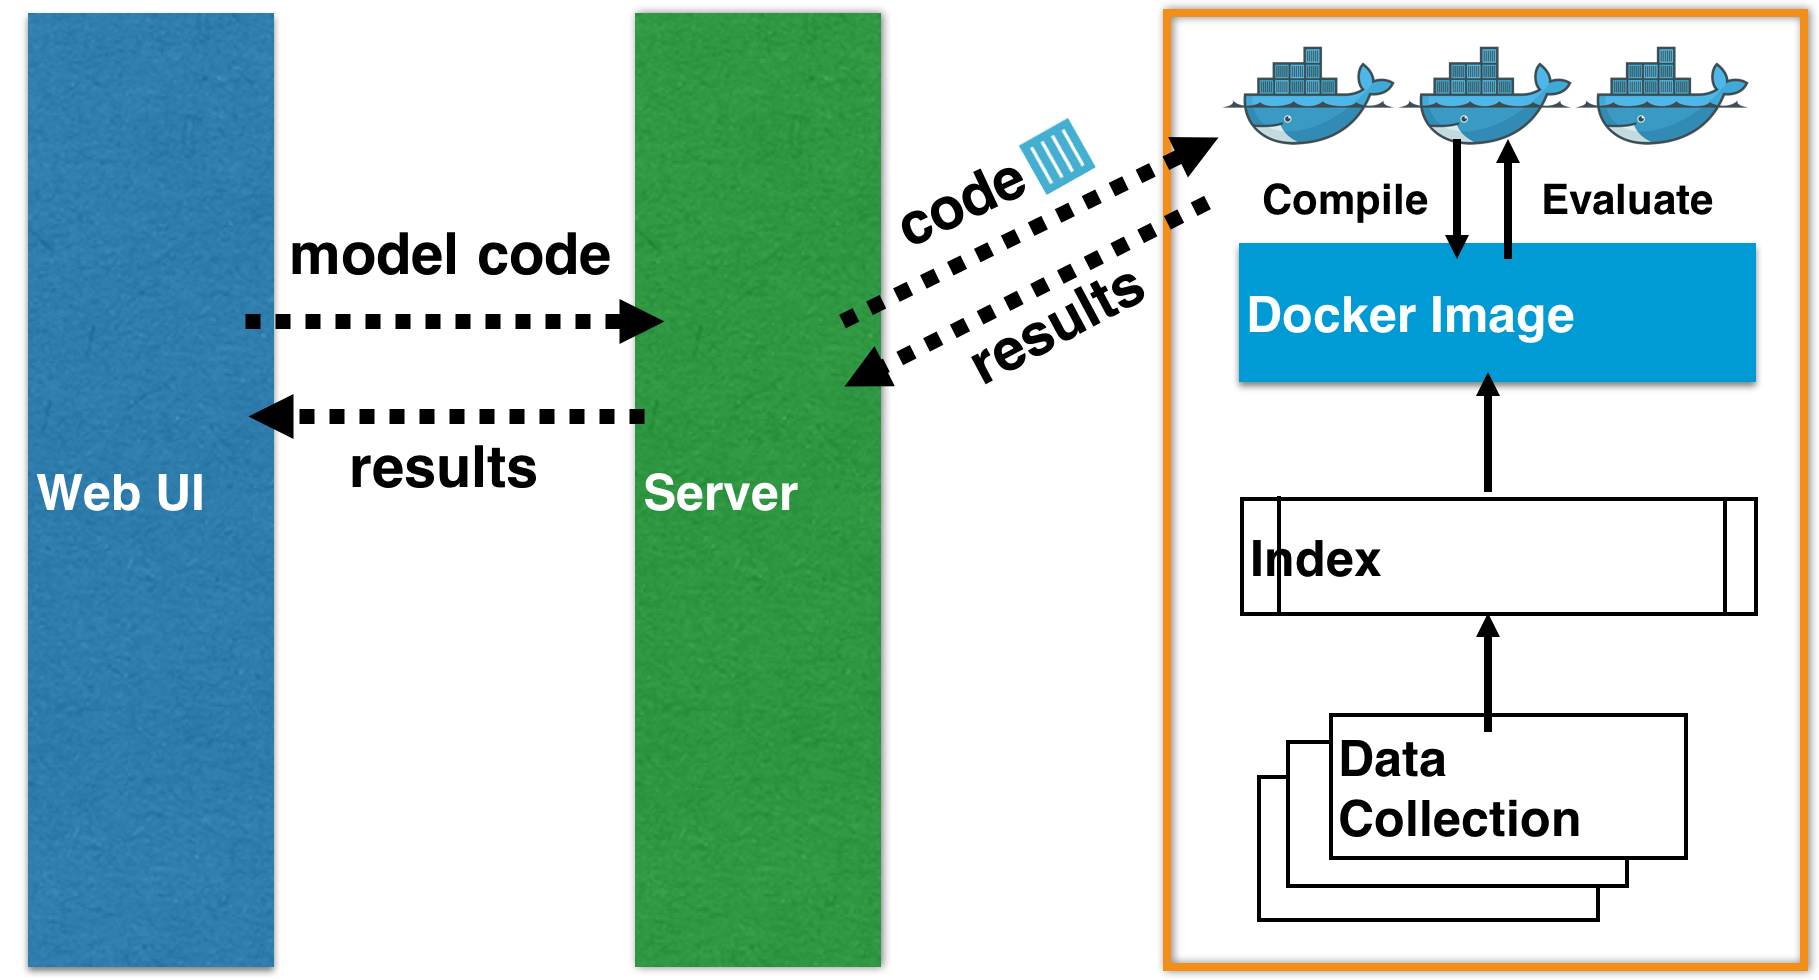 Web UI
model code
results
Server
code
results
Compile
Evaluate
Docker Image
Index
Data
Collection